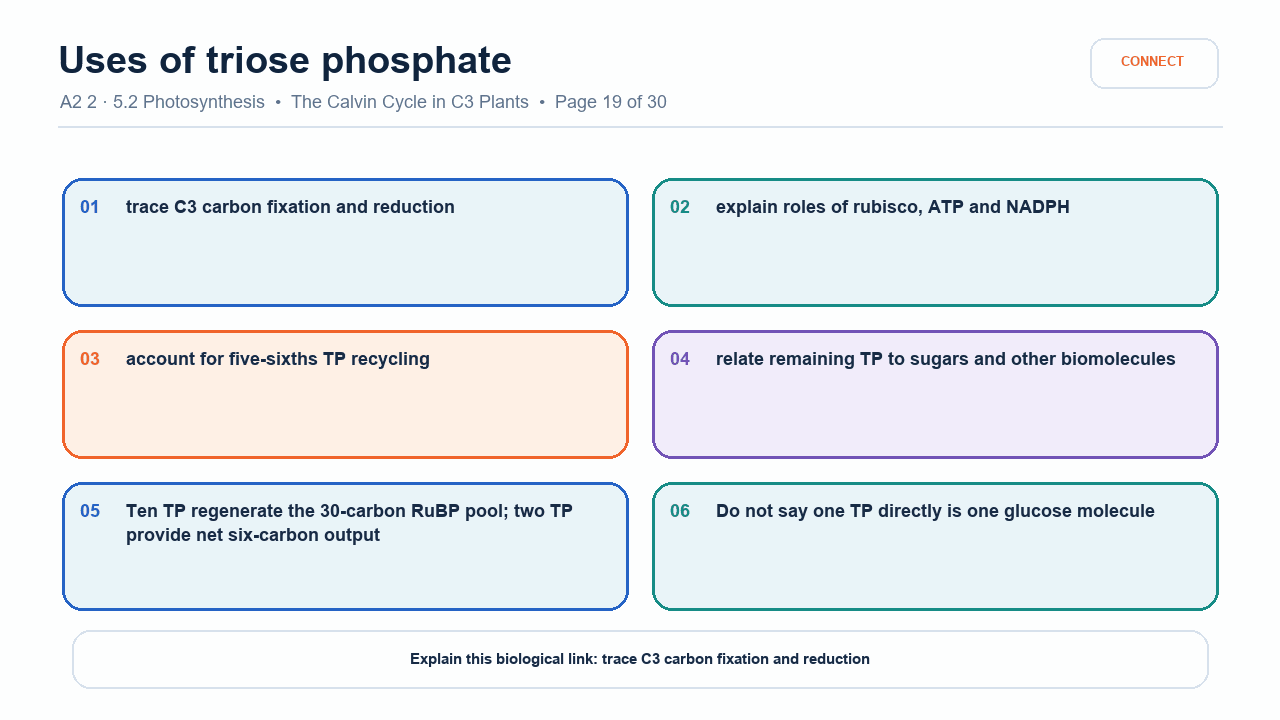 Uses of triose phosphate
CONNECT
A2 2 · 5.2 Photosynthesis • The Calvin Cycle in C3 Plants • Page 19 of 30
01 trace C3 carbon fixation and reduction
02 explain roles of rubisco, ATP and NADPH
03 account for five-sixths TP recycling
04 relate remaining TP to sugars and other biomolecules
05 Ten TP regenerate the 30-carbon RuBP pool; two TP
provide net six-carbon output
06 Do not say one TP directly is one glucose molecule
Explain this biological link: trace C3 carbon fixation and reduction